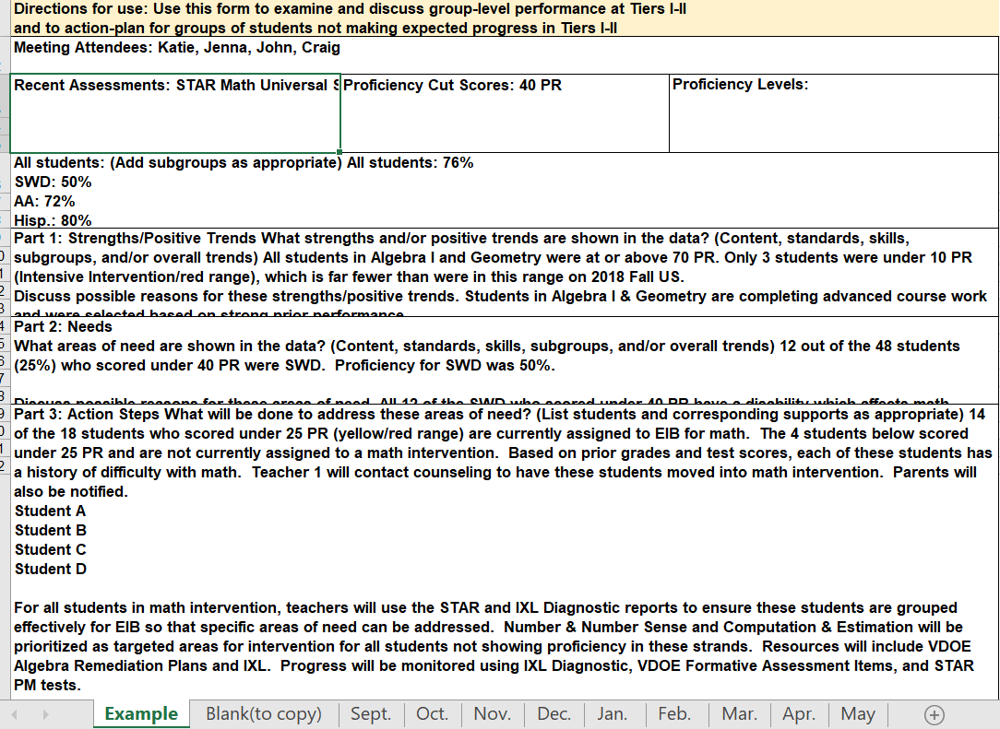 Directions for use: Use this form to examine and discuss group-level performance at Tiers I-II
and to action-plan for groups of students not making expected progress in Tiers I-II
Meeting Attendees: Katie, Jenna, John, Craig
Recent Assessments: STAR Math Universal S
Proficiency Cut Scores: 40 PR
Proficiency Levels:
All students: (Add subgroups as appropriate) All students: 76%
SWD: 50%
AA: 72%
Hisp.: 80%
Part 1: Strengths/Positive Trends What strengths and/or positive trends are shown in the data? (Content, standards, skills,
subgroups, and/or overall trends) All students in Algebra I and Geometry were at or above 70 PR. Only 3 students were under 10 PR
(Intensive Intervention/red range), which is far fewer than were in this range on 2018 Fall US.
Discuss possible reasons for these strengths/positive trends. Students in Algebra I & Geometry are completing advanced course work
and were selected based on strong prior performance.
Part 2: Needs
What areas of need are shown in the data? (Content, standards, skills, subgroups, and/or overall trends) 12 out of the 48 students
(25%) who scored under 40 PR were SWD.  Proficiency for SWD was 50%.
Discuss possible reasons for these areas of need. All 12 of the SWD who scored under 40 PR have a disability which affects math
Part 3: Action Steps What will be done to address these areas of need? (List students and corresponding supports as appropriate) 14
of the 18 students who scored under 25 PR (yellow/red range) are currently assigned to EIB for math.  The 4 students below scored
under 25 PR and are not currently assigned to a math intervention.  Based on prior grades and test scores, each of these students has
a history of difficulty with math.  Teacher 1 will contact counseling to have these students moved into math intervention.  Parents will
also be notified.
Student A
Student B
Student C
Student D
For all students in math intervention, teachers will use the STAR and IXL Diagnostic reports to ensure these students are grouped
effectively for EIB so that specific areas of need can be addressed.  Number & Number Sense and Computation & Estimation will be
prioritized as targeted areas for intervention for all students not showing proficiency in these strands.  Resources will include VDOE
Algebra Remediation Plans and IXL.  Progress will be monitored using IXL Diagnostic, VDOE Formative Assessment Items, and STAR
PM tests.
Example Blank(to copy) Sept. Oct. Nov. Dec. Jan. Feb. Mar. Apr. May